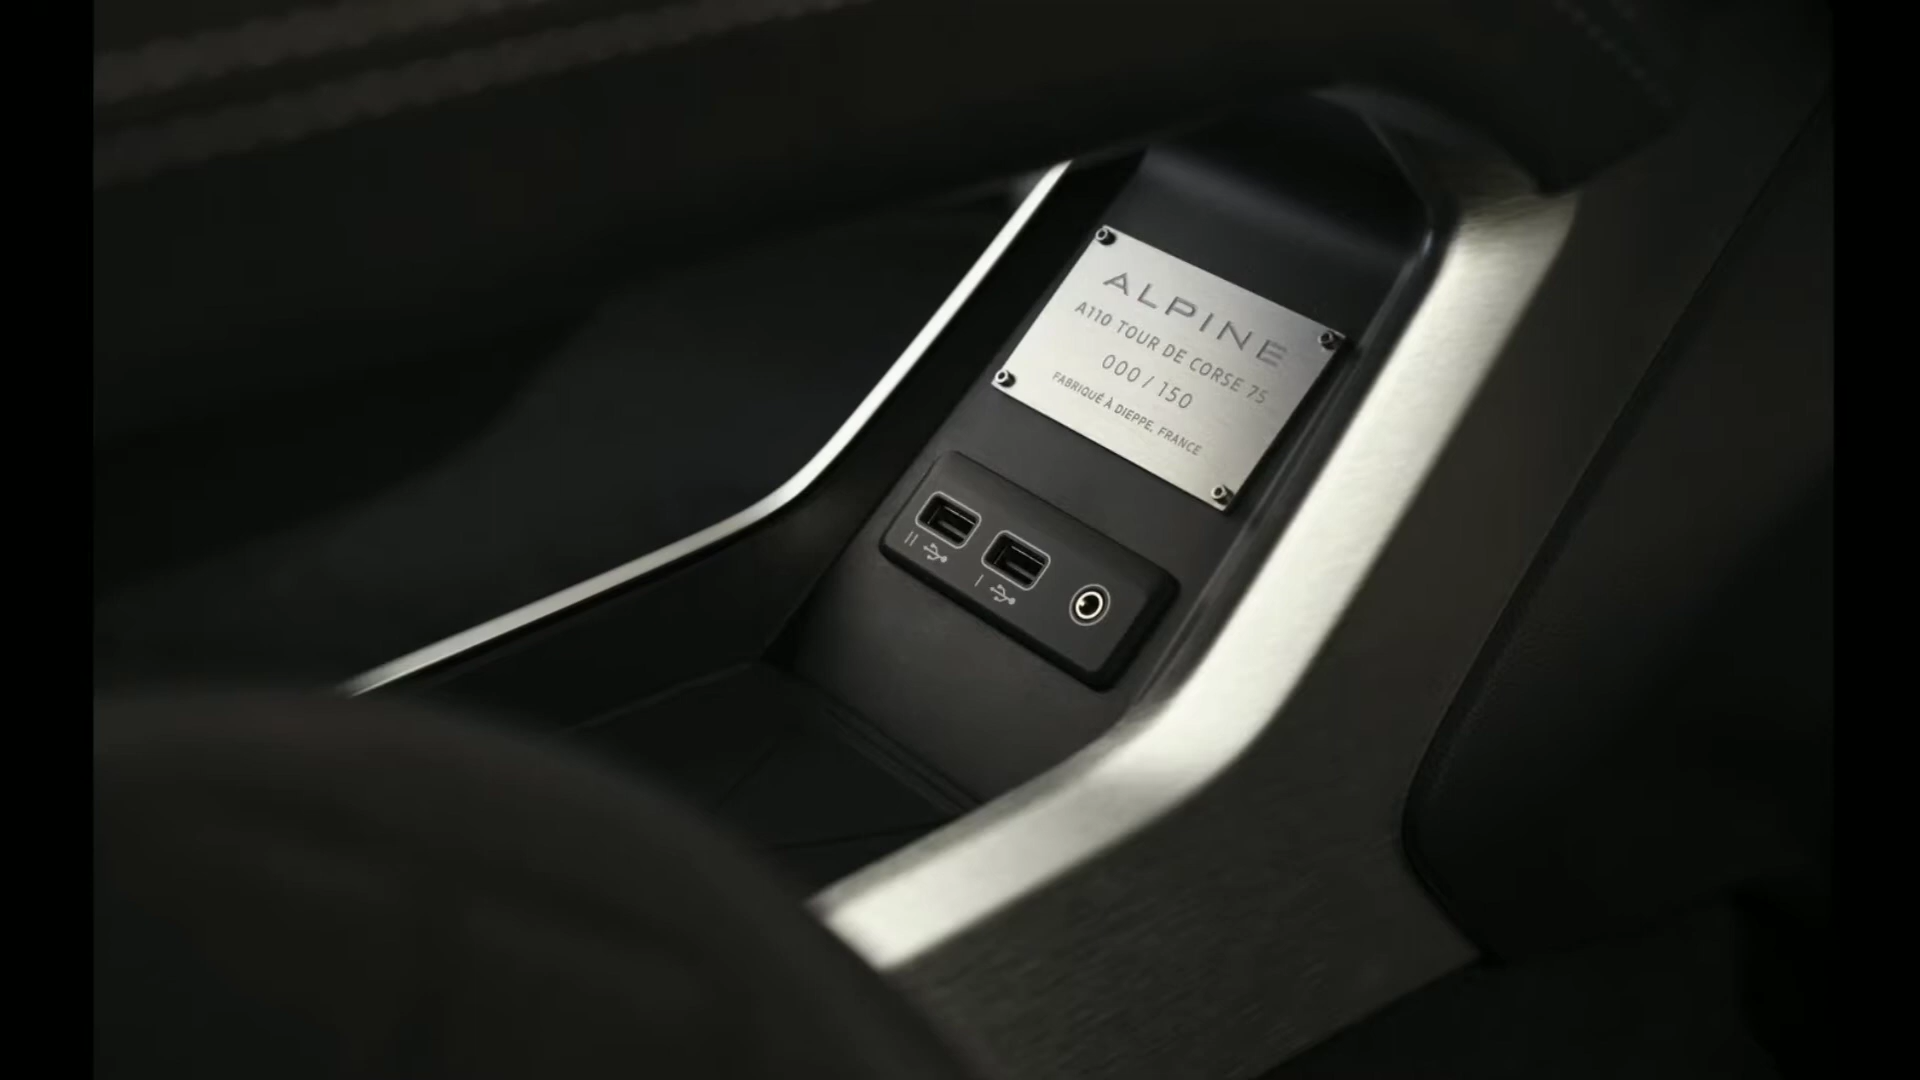 ALPINE
A110 TOUR DE CORSE 75
000 / 150
FABRIQUÉ À DIEPPE, FRANCE
II
I